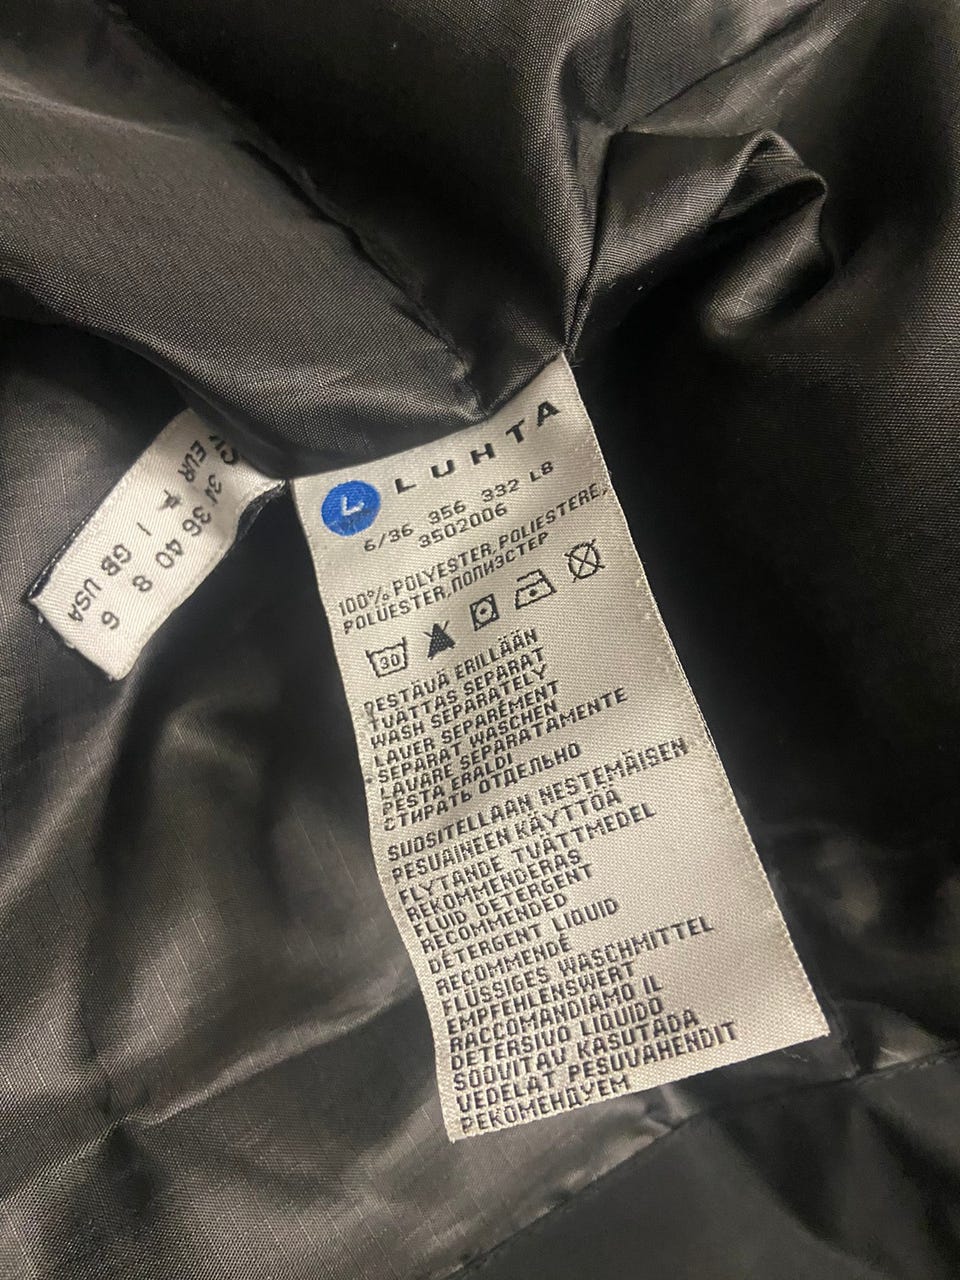 L LUHTA
6/36 356 332 L8
3502006
100% POLYESTER, POLIESTERE,
POLUESTER, ПОЛИЭСТЕР
30
PESTÄVÄ ERILLÄÄN
TVÄTTAS SEPARAT
WASH SEPARATELY
LAVER SEPARÉMENT
SEPARAT WASCHEN
LAVARE SEPARATAMENTE
PESTA ERALDI
СТИРАТЬ ОТДЕЛЬНО
SUOSITELLAAN NESTEMÄISEN
PESUAINEEN KÄYTTÖÄ
FLYTANDE TVÄTTMEDEL
REKOMMENDERAS
FLUID DETERGENT
RECOMMENDED
DÉTERGENT LIQUID
RECOMMENDÉ
FLÜSSIGES WASCHMITTEL
EMPFEHLENSWERT
RACCOMANDIAMO IL
DETERSIVO LIQUIDO
SOOVITAV KASUTADA
VEDELAT PESUVAHENDIT
РЕКОМЕНДУЕМ
EUR 36
40
GB 8
USA 6